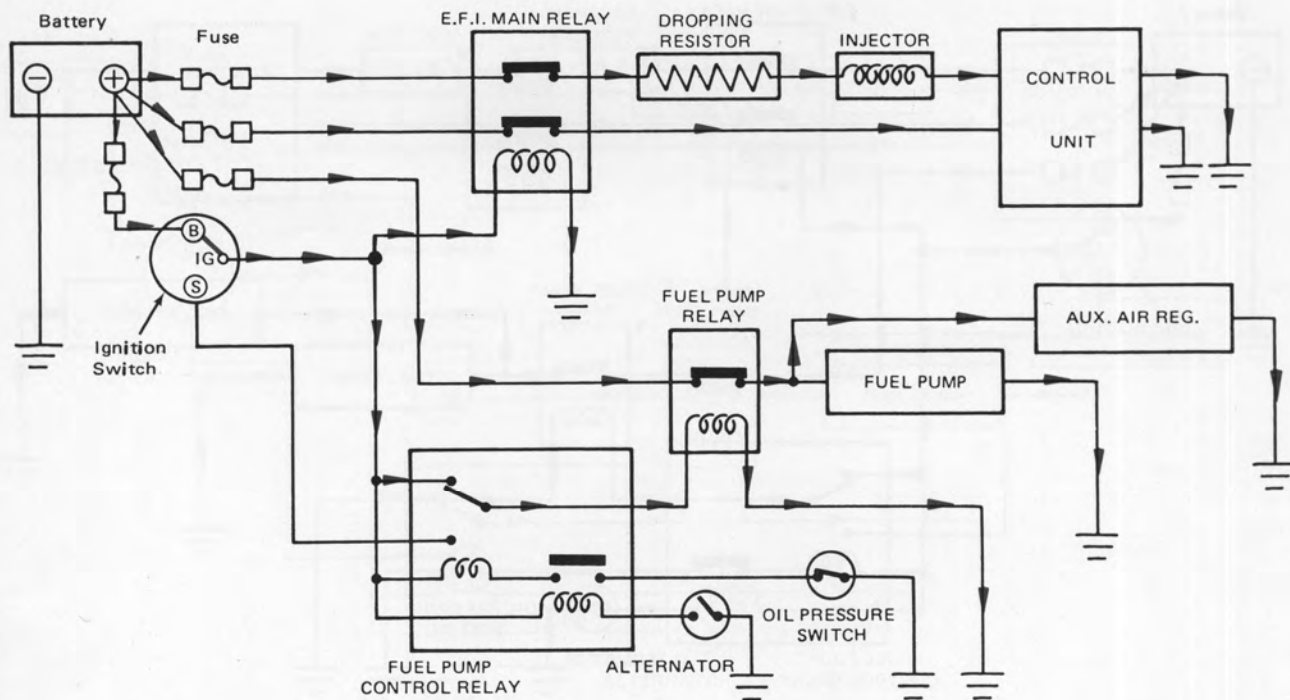 Battery
Fuse
E.F.I. MAIN RELAY
DROPPING
RESISTOR
INJECTOR
CONTROL
UNIT
B
IG
S
Ignition
Switch
FUEL PUMP
RELAY
AUX. AIR REG.
FUEL PUMP
OIL PRESSURE
SWITCH
ALTERNATOR
FUEL PUMP
CONTROL RELAY